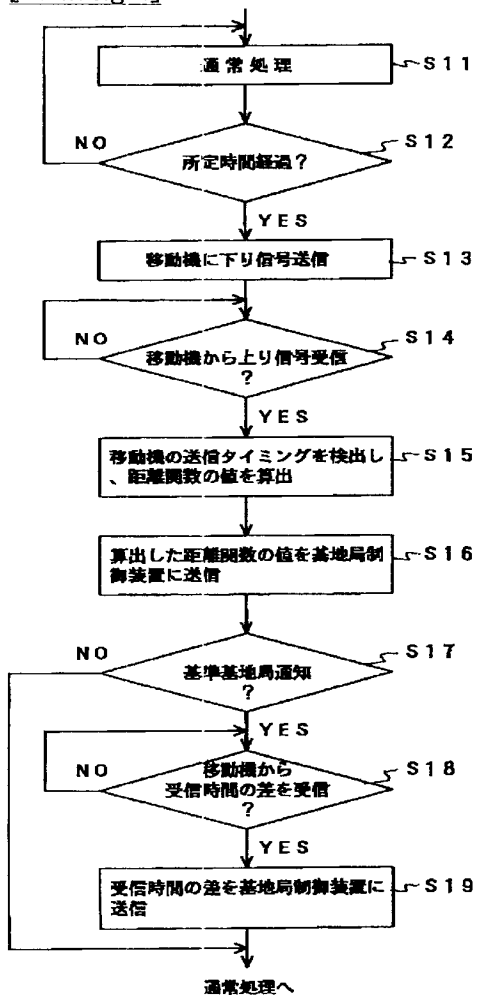 通常処理
S11
S12
NO
所定時間経過?
YES
移動機に下り信号送信
S13
S14
NO
移動機から上り信号受信
?
YES
移動機の送信タイミングを検出し
、距離関数の値を算出
S15
算出した距離関数の値を基地局制
御装置に送信
S16
NO
S17
基準基地局通知
?
YES
NO
移動機から
受信時間の差を受信
?
S18
YES
受信時間の差を基地局制御装置に
送信
S19
通常処理へ